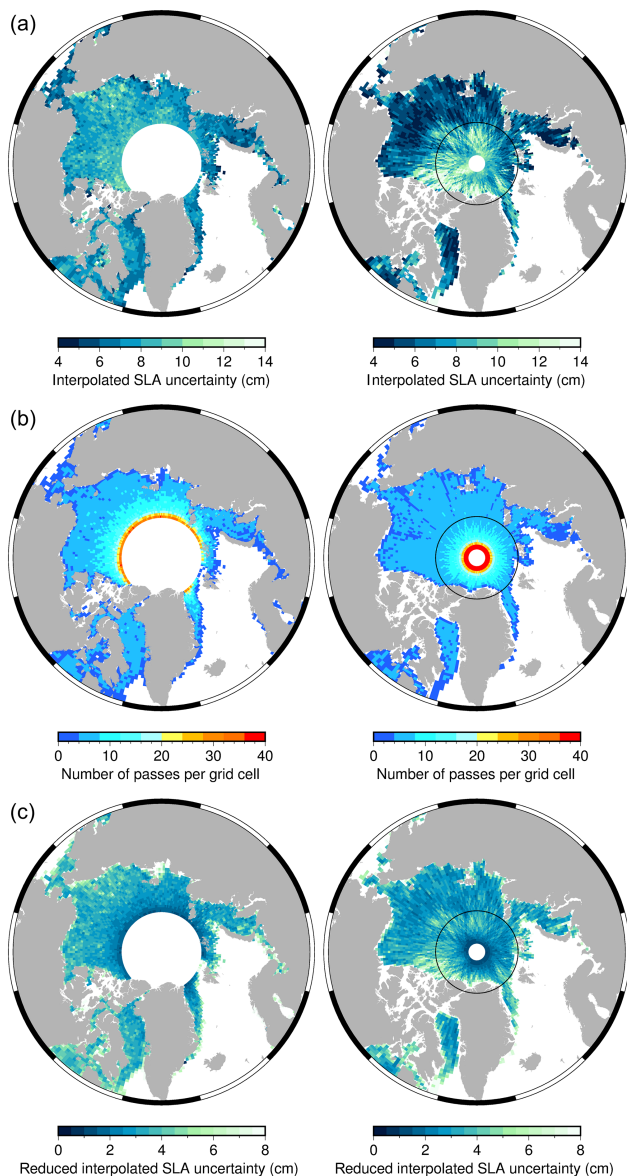 (a)
4 6 8 10 12 14
Interpolated SLA uncertainty (cm)
4 6 8 10 12 14
Interpolated SLA uncertainty (cm)
(b)
0 10 20 30 40
Number of passes per grid cell
0 10 20 30 40
Number of passes per grid cell
(c)
0 2 4 6 8
Reduced interpolated SLA uncertainty (cm)
0 2 4 6 8
Reduced interpolated SLA uncertainty (cm)